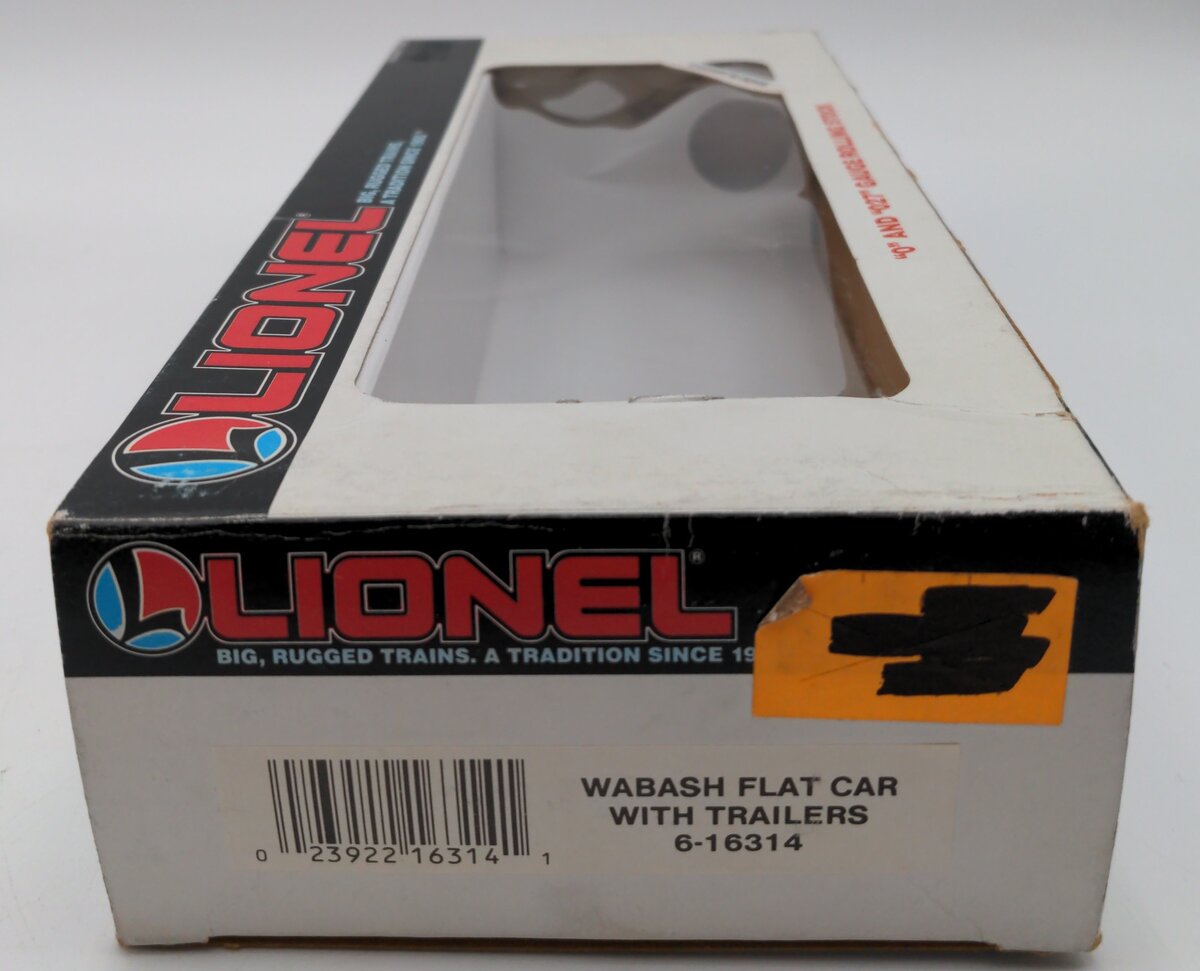 "O" AND "O27" GAUGE ROLLING STOCK
LIONEL®
BIG, RUGGED TRAINS.
A TRADITION SINCE 1900™
LIONEL®
BIG, RUGGED TRAINS. A TRADITION SINCE 19
WABASH FLAT CAR
WITH TRAILERS
6-16314
0 23922 16314 1